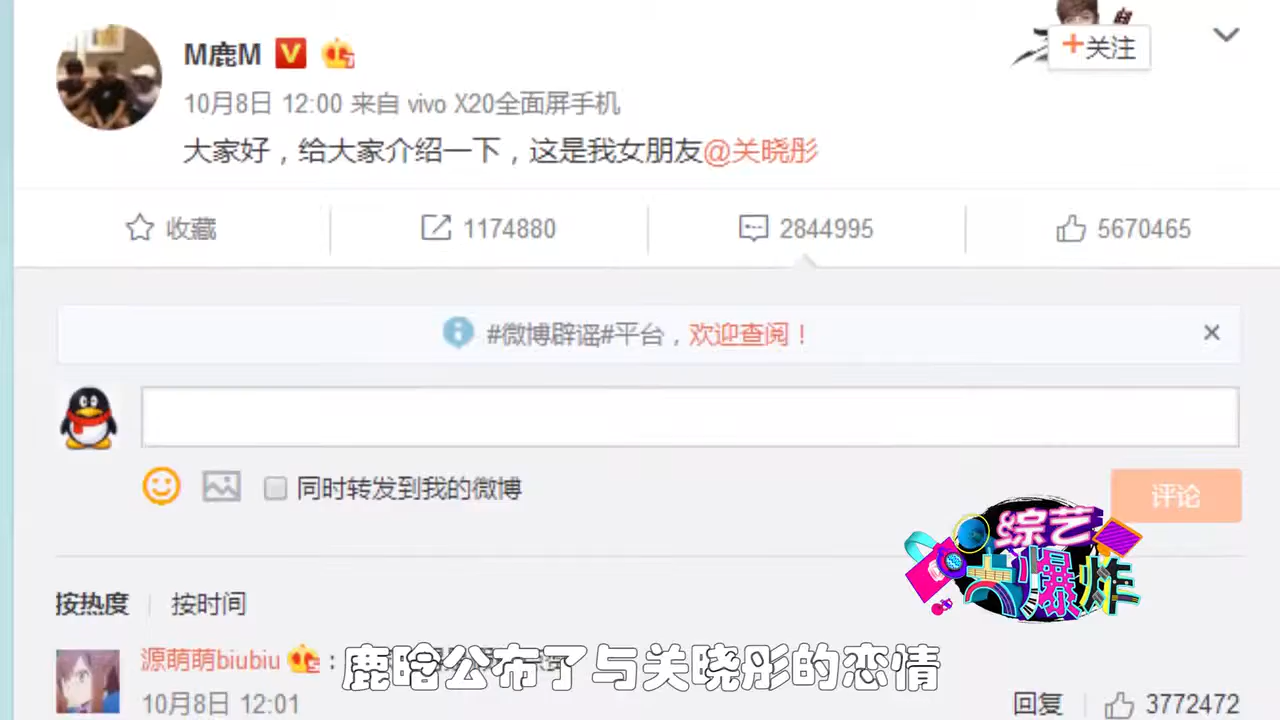 M鹿M
+关注
10月8日 12:00 来自 vivo X20全面屏手机
大家好，给大家介绍一下，这是我女朋友@关晓彤
收藏
1174880
2844995
5670465
#微博辟谣#平台，欢迎查阅！
同时转发到我的微博
评论
综艺
大爆炸
按热度 按时间
源萌萌biubiu：
鹿晗公布了与关晓彤的恋情
10月8日 12:01
回复 3772472